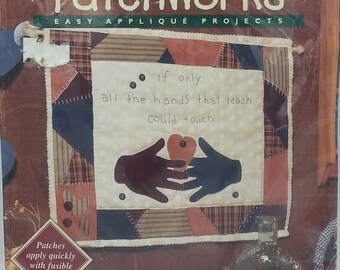 PatchWorks
EASY APPLIQUÉ PROJECTS
if only
all the hands that reach
could touch
Patches
apply quickly
with fusible